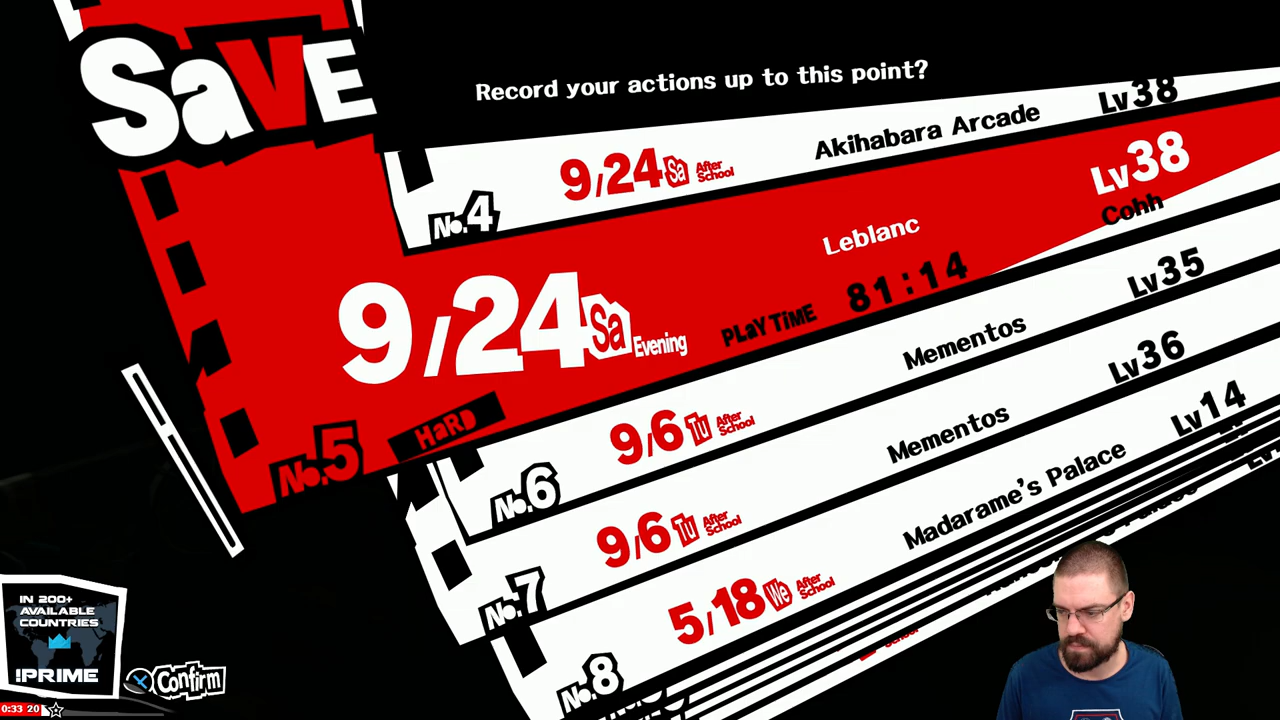 SaVE
Record your actions up to this point?
No.4 9/24 Sa After School Akihabara Arcade Lv38
No.5 9/24 Sa Evening Leblanc Lv38
HaRD PLaY TiME 81:14 Cohh
No.6 9/6 Tu After School Mementos Lv35
No.7 9/6 Tu After School Mementos Lv36
No.8 5/18 We After School Madarame's Palace Lv14
IN 200+
AVAILABLE
COUNTRIES
!PRIME
Confirm
0:33 20